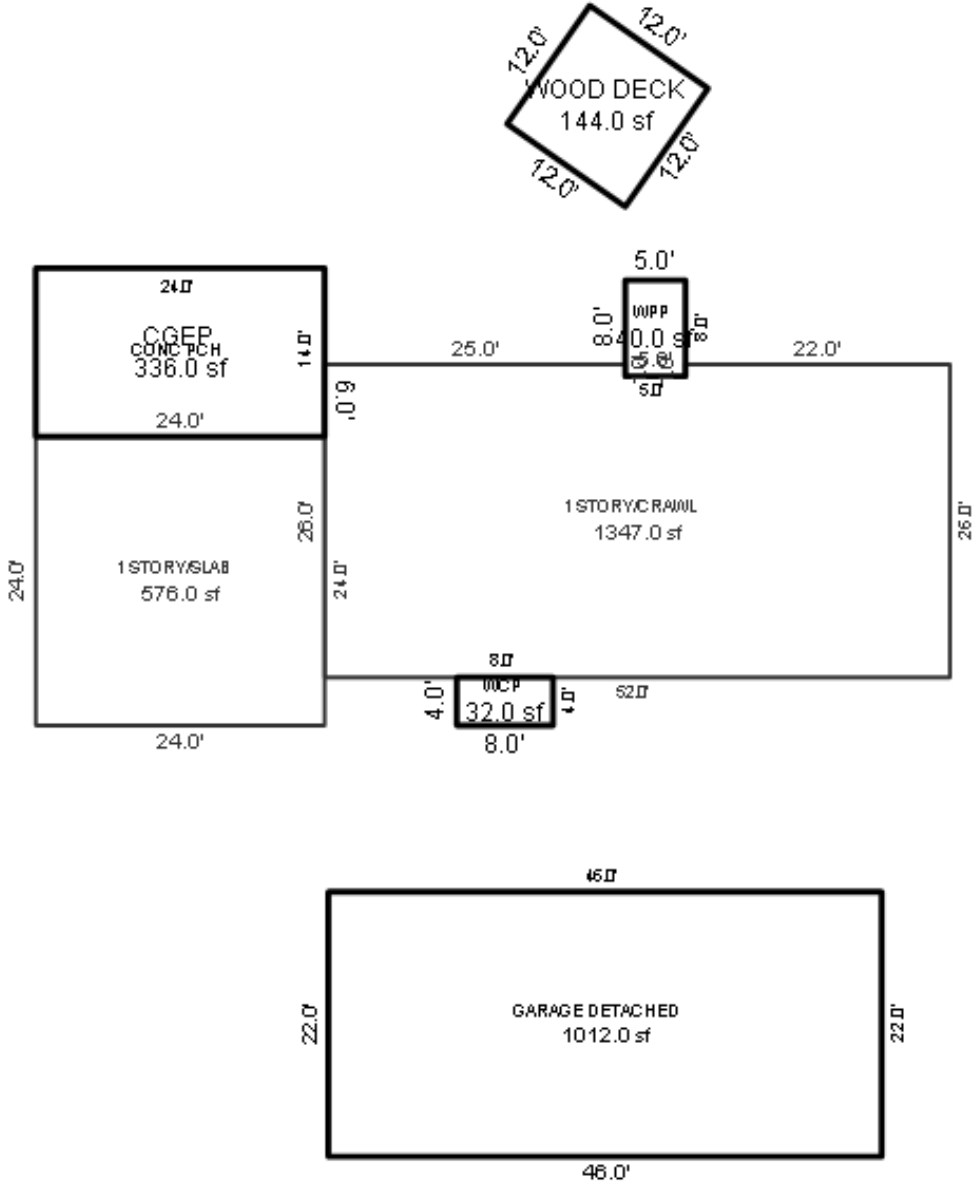 12.0'
12.0'
WOOD DECK
144.0 sf
12.0'
12.0'
5.0'
24.0'
8.0'
WPP
40.0 sf
8.0'
CGEP
CONC PCH
336.0 sf
14.0'
25.0'
22.0'
5.0'
6.0'
24.0'
1 STORY/CRAWL
1347.0 sf
26.0'
26.0'
1 STORY/SLAB
576.0 sf
24.0'
24.0'
8.0'
WCP
32.0 sf
4.0'
4.0'
52.0'
24.0'
8.0'
46.0'
GARAGE DETACHED
1012.0 sf
22.0'
22.0'
46.0'